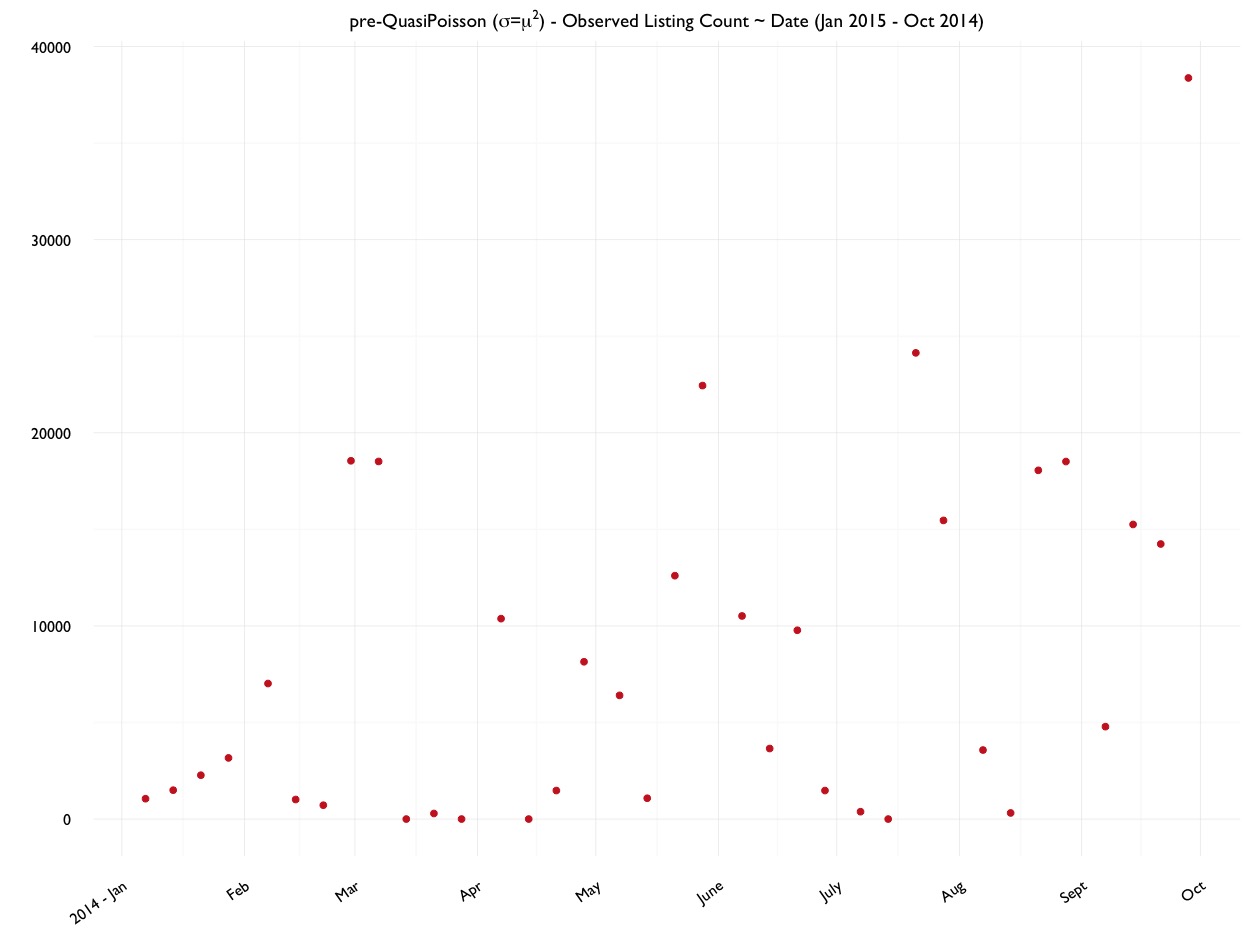 pre-QuasiPoisson (σ=μ²) - Observed Listing Count ~ Date (Jan 2015 - Oct 2014)
40000
30000
20000
10000
0
2014 - Jan
Feb
Mar
Apr
May
June
July
Aug
Sept
Oct